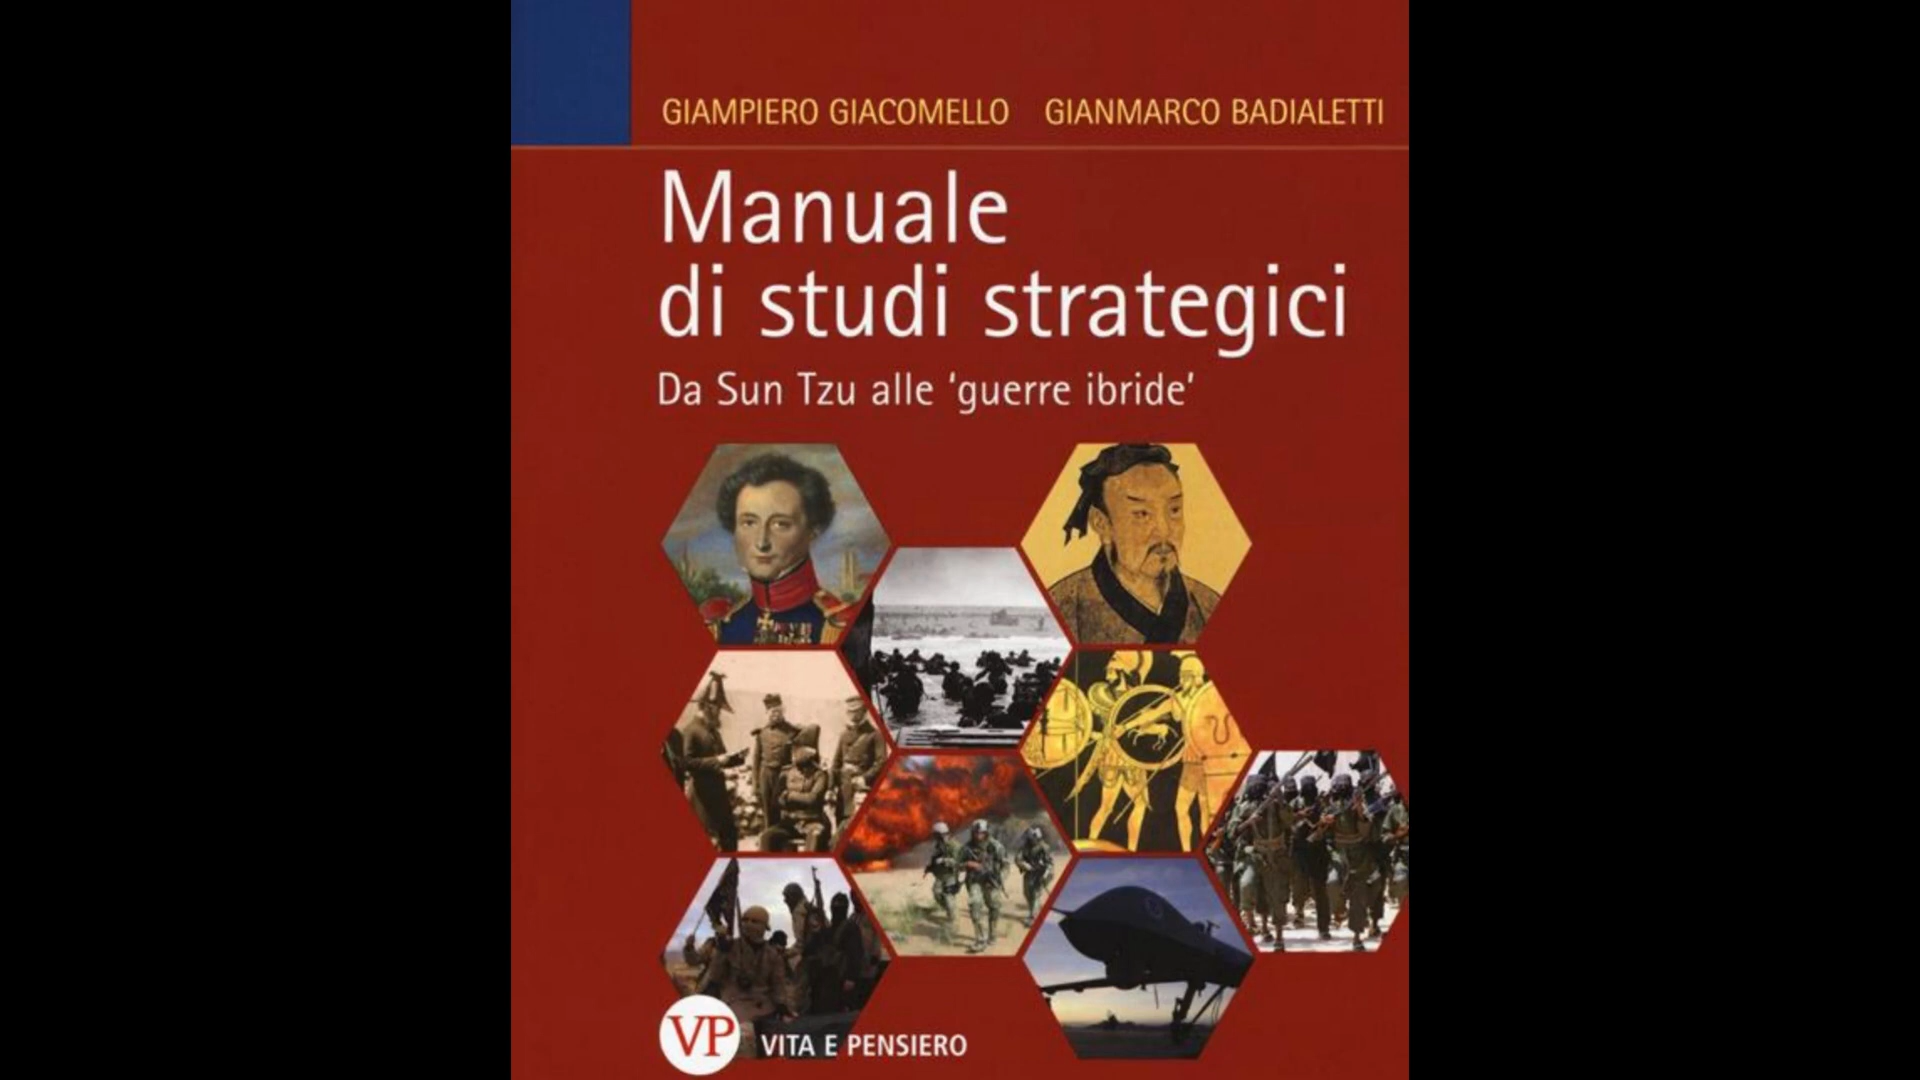 GIAMPIERO GIACOMELLO GIANMARCO BADIALETTI
Manuale
di studi strategici
Da Sun Tzu alle ‘guerre ibride’
VP VITA E PENSIERO